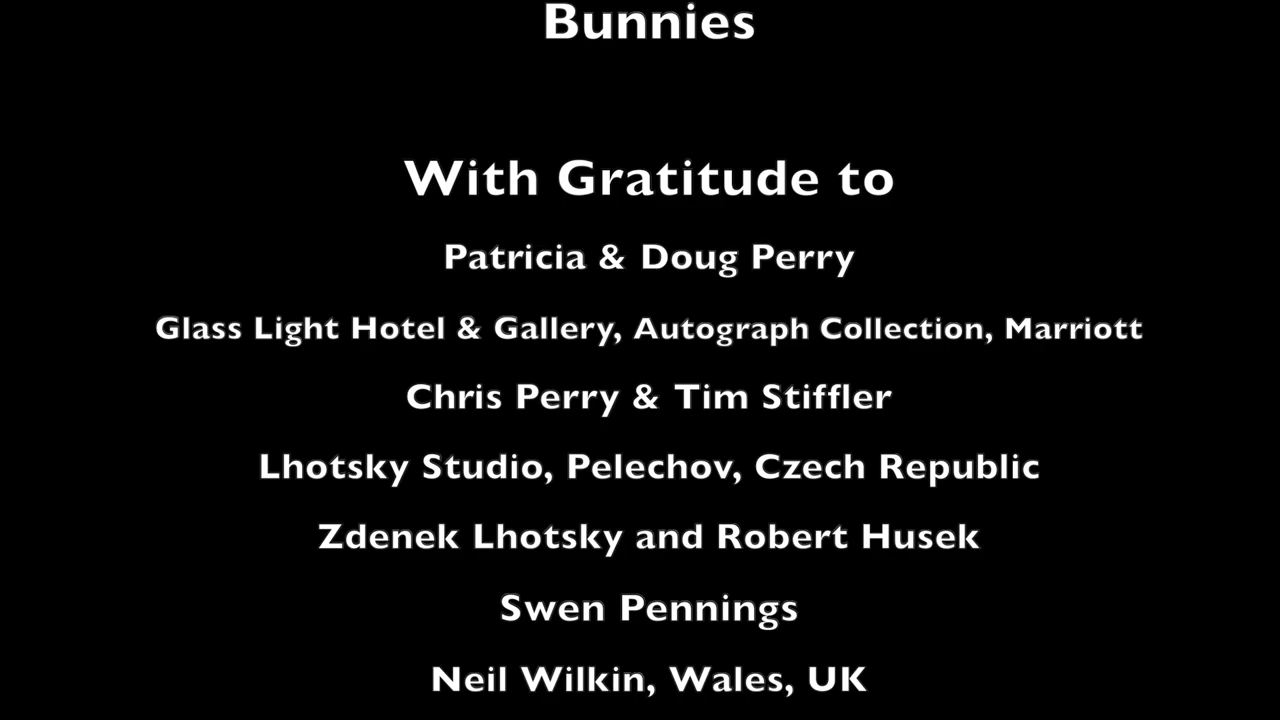 Bunnies
With Gratitude to
Patricia & Doug Perry
Glass Light Hotel & Gallery, Autograph Collection, Marriott
Chris Perry & Tim Stiffler
Lhotsky Studio, Pelechov, Czech Republic
Zdenek Lhotsky and Robert Husek
Swen Pennings
Neil Wilkin, Wales, UK